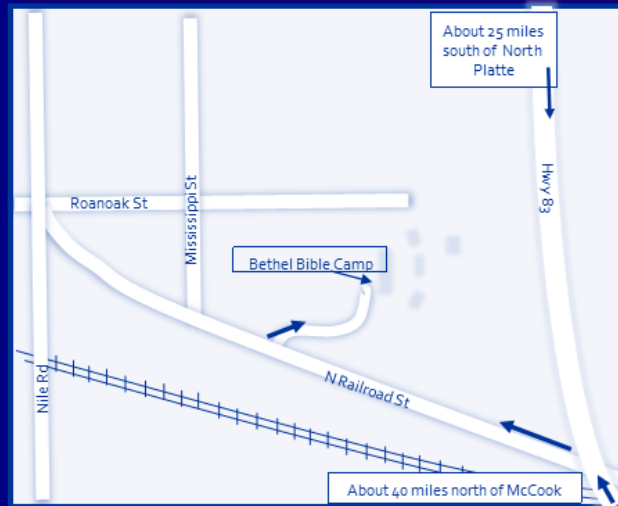 About 25 miles
south of North
Platte
Hwy 83
Roanoak St
Mississippi St
Bethel Bible Camp
Nile Rd
N Railroad St
About 40 miles north of McCook